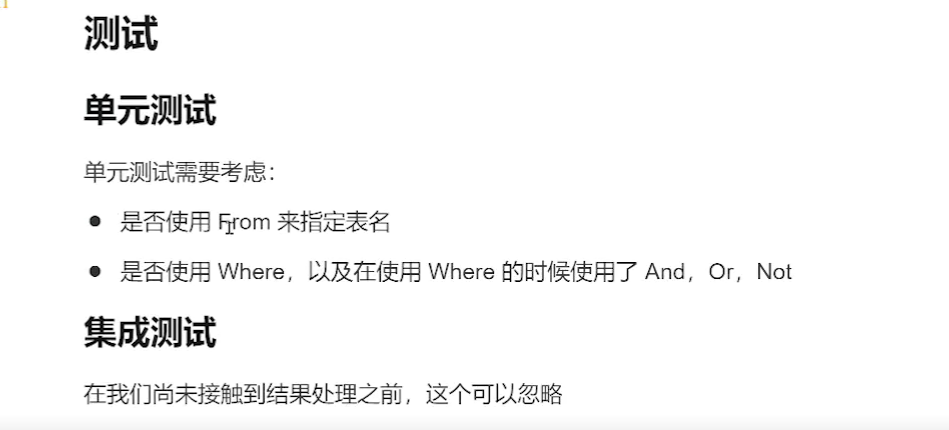 测试
单元测试
单元测试需要考虑：
是否使用 From 来指定表名
是否使用 Where，以及在使用 Where 的时候使用了 And，Or，Not
集成测试
在我们尚未接触到结果处理之前，这个可以忽略